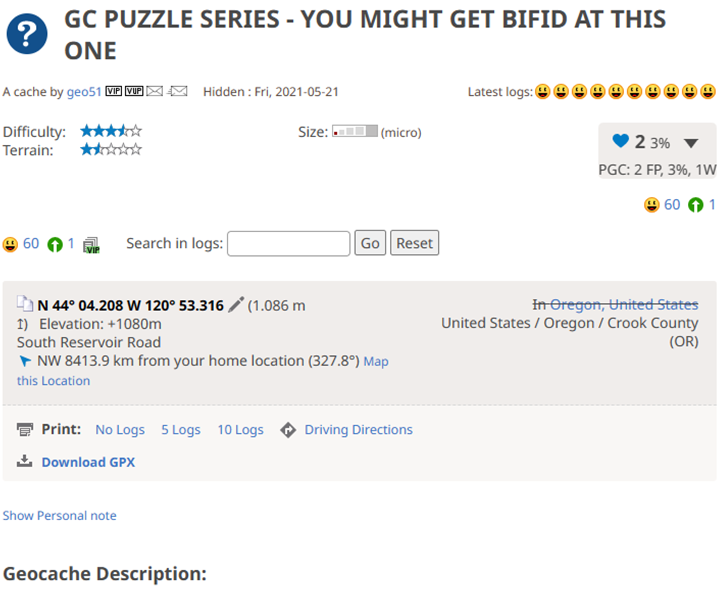 GC PUZZLE SERIES - YOU MIGHT GET BIFID AT THIS
ONE
A cache by geo51 VIP VUP Hidden : Fri, 2021-05-21 Latest logs:
Difficulty: Size: (micro)
Terrain:
2 3%
PGC: 2 FP, 3%, 1W
60 1
60 1 VIP Search in logs: Go Reset
N 44° 04.208 W 120° 53.316 (1.086 m
In Oregon, United States
Elevation: +1080m
United States / Oregon / Crook County
(OR)
South Reservoir Road
NW 8413.9 km from your home location (327.8°) Map
this Location
Print: No Logs 5 Logs 10 Logs Driving Directions
Download GPX
Show Personal note
Geocache Description: